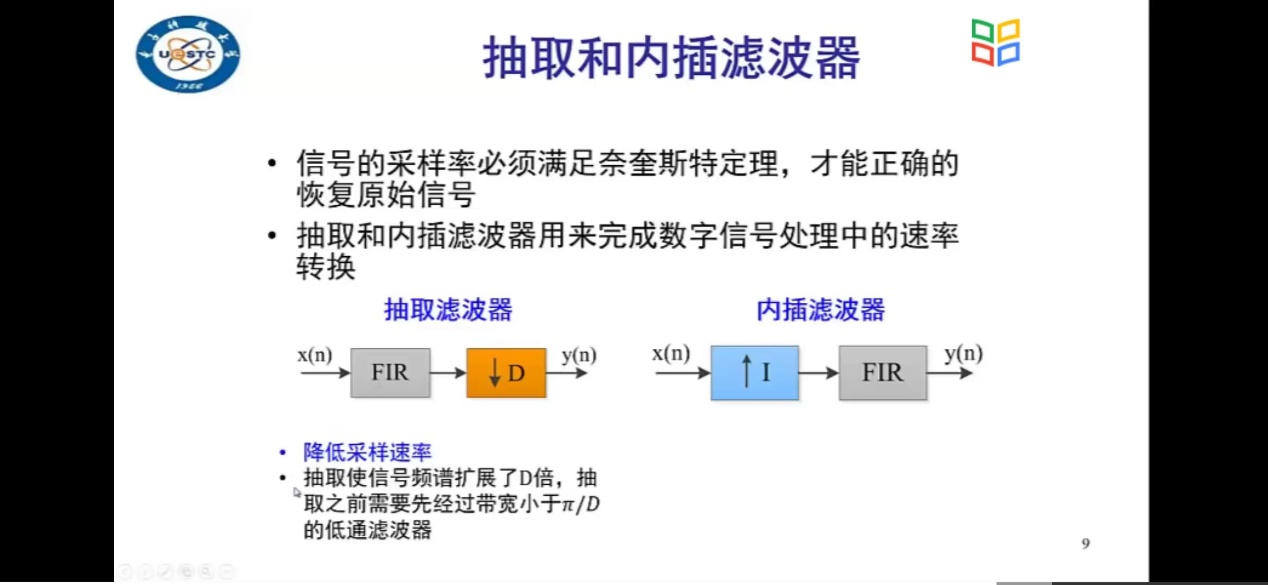 UESTC
1956
抽取和内插滤波器
• 信号的采样率必须满足奈奎斯特定理，才能正确的
恢复原始信号
• 抽取和内插滤波器用来完成数字信号处理中的速率
转换
抽取滤波器
x(n) FIR ↓D y(n)
内插滤波器
x(n) ↑I FIR y(n)
• 降低采样速率
• 抽取使信号频谱扩展了D倍，抽
取之前需要先经过带宽小于π/D
的低通滤波器
9